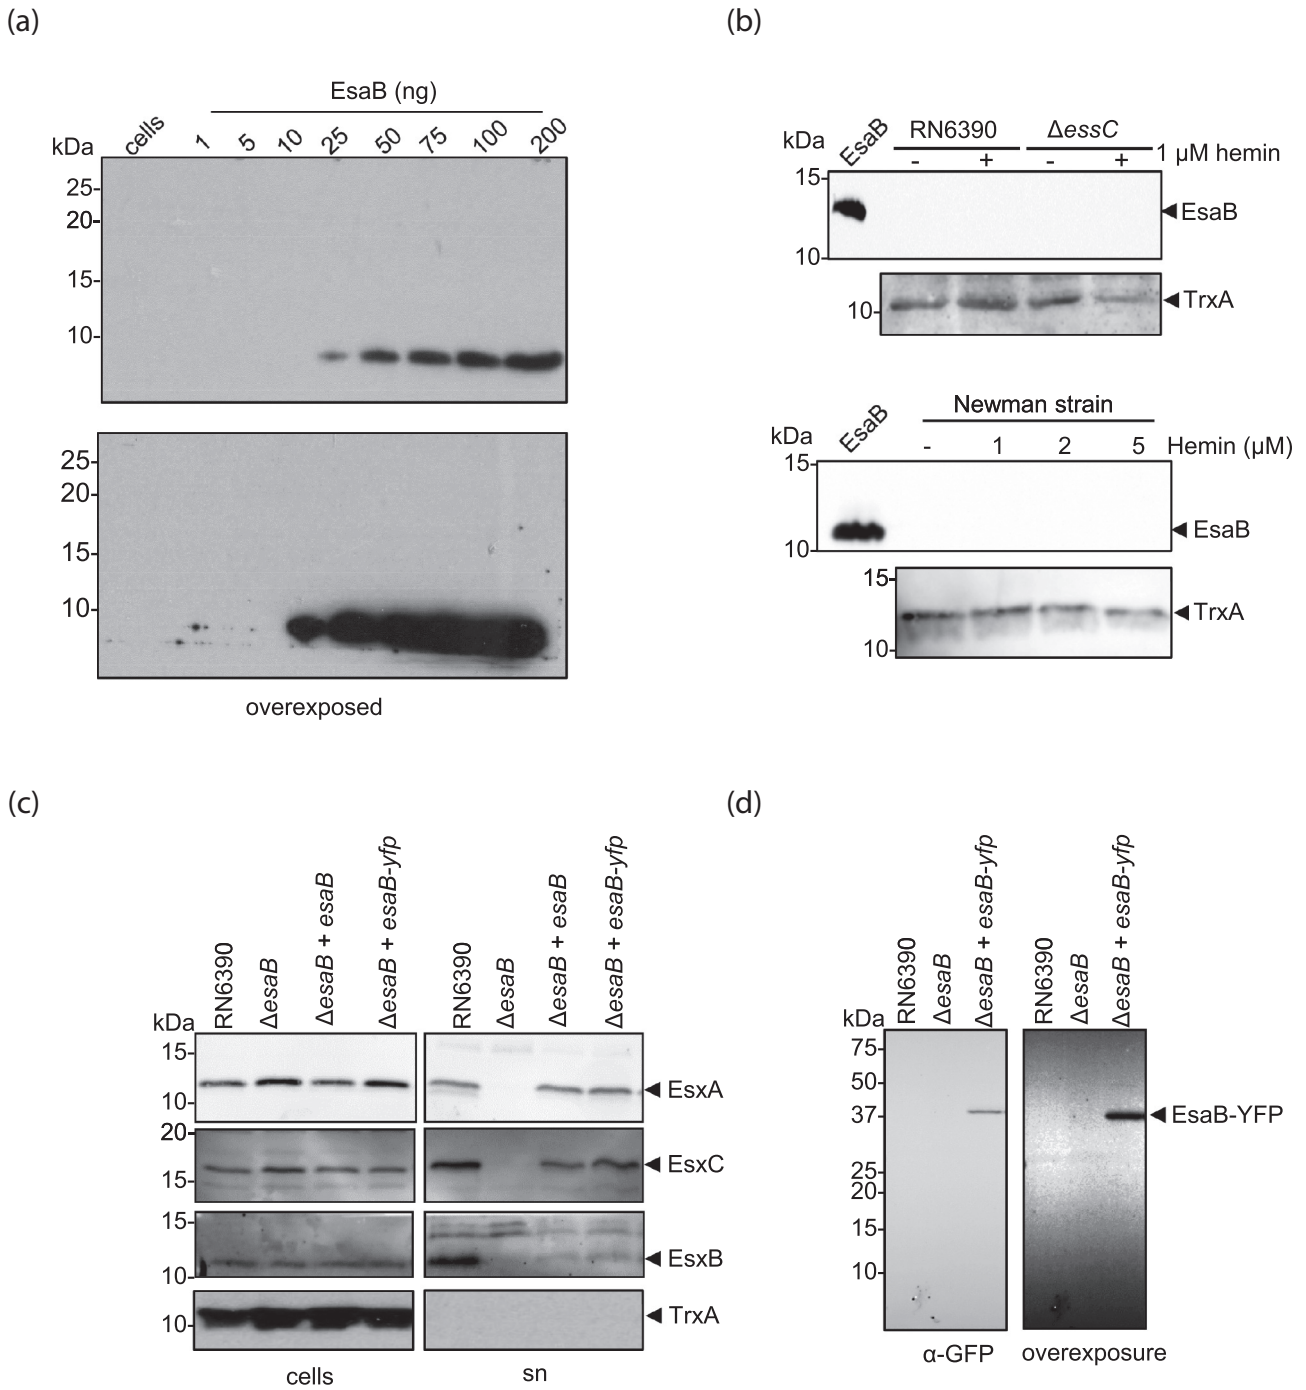 (a)
EsaB (ng)
kDa cells 1 5 10 25 50 75 100 200
25
20
15
10
25
20
15
10
overexposed
(b)
kDa EsaB RN6390 ΔessC
- + - + 1 µM hemin
15
EsaB
10
10
TrxA
Newman strain
kDa EsaB - 1 2 5 Hemin (µM)
15
EsaB
10
15
TrxA
10
(c)
kDa RN6390 ΔesaB ΔesaB + esaB ΔesaB + esaB-yfp RN6390 ΔesaB ΔesaB + esaB ΔesaB + esaB-yfp
15
EsxA
10
20
EsxC
15
15
EsxB
10
10
TrxA
cells sn
(d)
kDa RN6390 ΔesaB ΔesaB + esaB-yfp RN6390 ΔesaB ΔesaB + esaB-yfp
75
50
37 EsaB-YFP
25
20
15
10
α-GFP overexposure